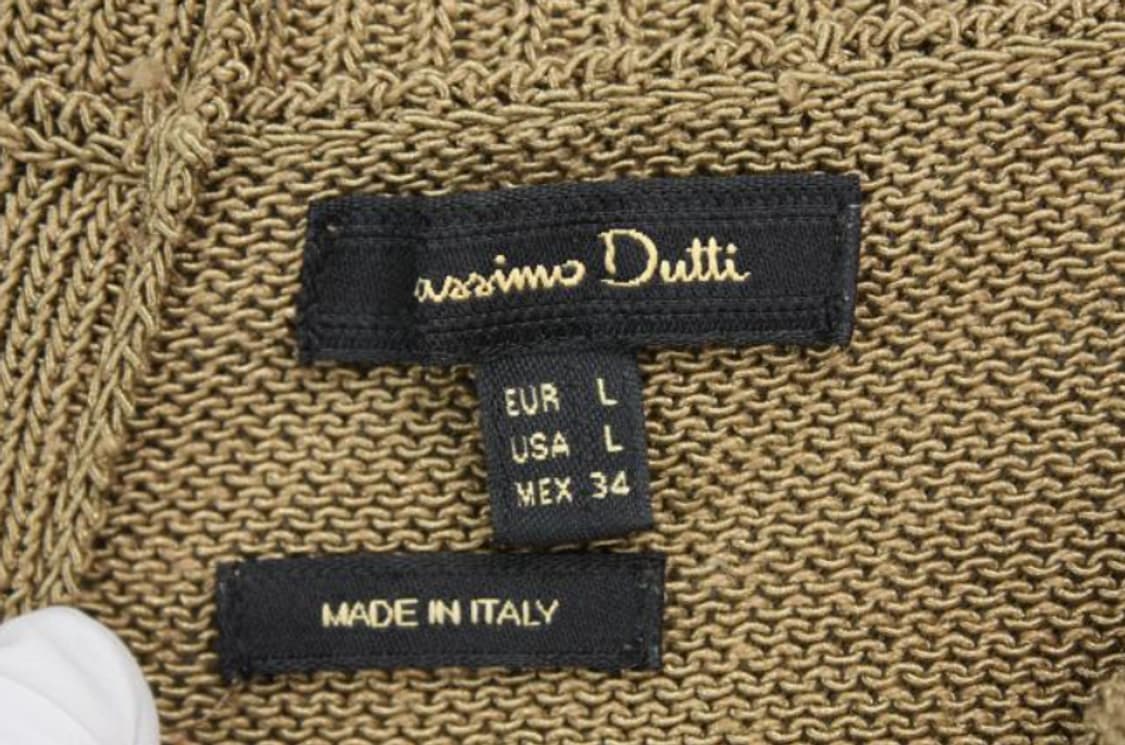 assimo Dutti
EUR L
USA L
MEX 34
MADE IN ITALY